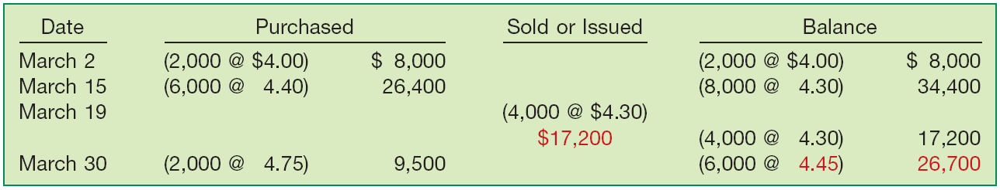 Date Purchased Sold or Issued Balance
March 2 (2,000 @ $4.00) $ 8,000 (2,000 @ $4.00) $ 8,000
March 15 (6,000 @ 4.40) 26,400 (8,000 @ 4.30) 34,400
March 19 (4,000 @ $4.30)
$17,200 (4,000 @ 4.30) 17,200
March 30 (2,000 @ 4.75) 9,500 (6,000 @ 4.45) 26,700